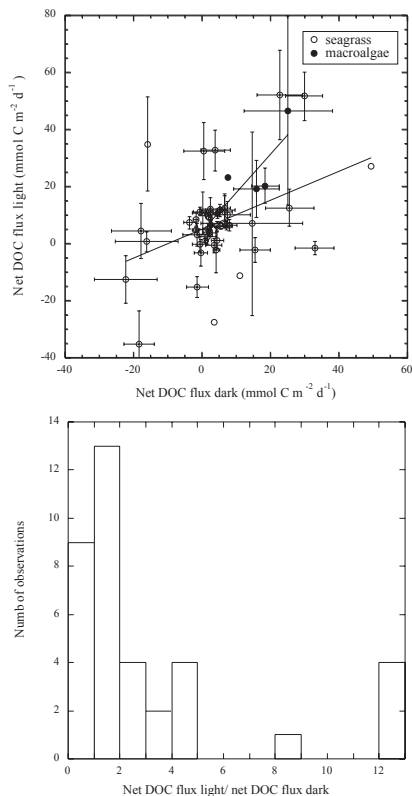 80
60
40
20
0
-20
-40
Net DOC flux light (mmol C m⁻² d⁻¹)
seagrass
macroalgae
-40 -20 0 20 40 60
Net DOC flux dark (mmol C m⁻² d⁻¹)
14
12
10
8
6
4
2
0
Numb of observations
0 2 4 6 8 10 12
Net DOC flux light/ net DOC flux dark